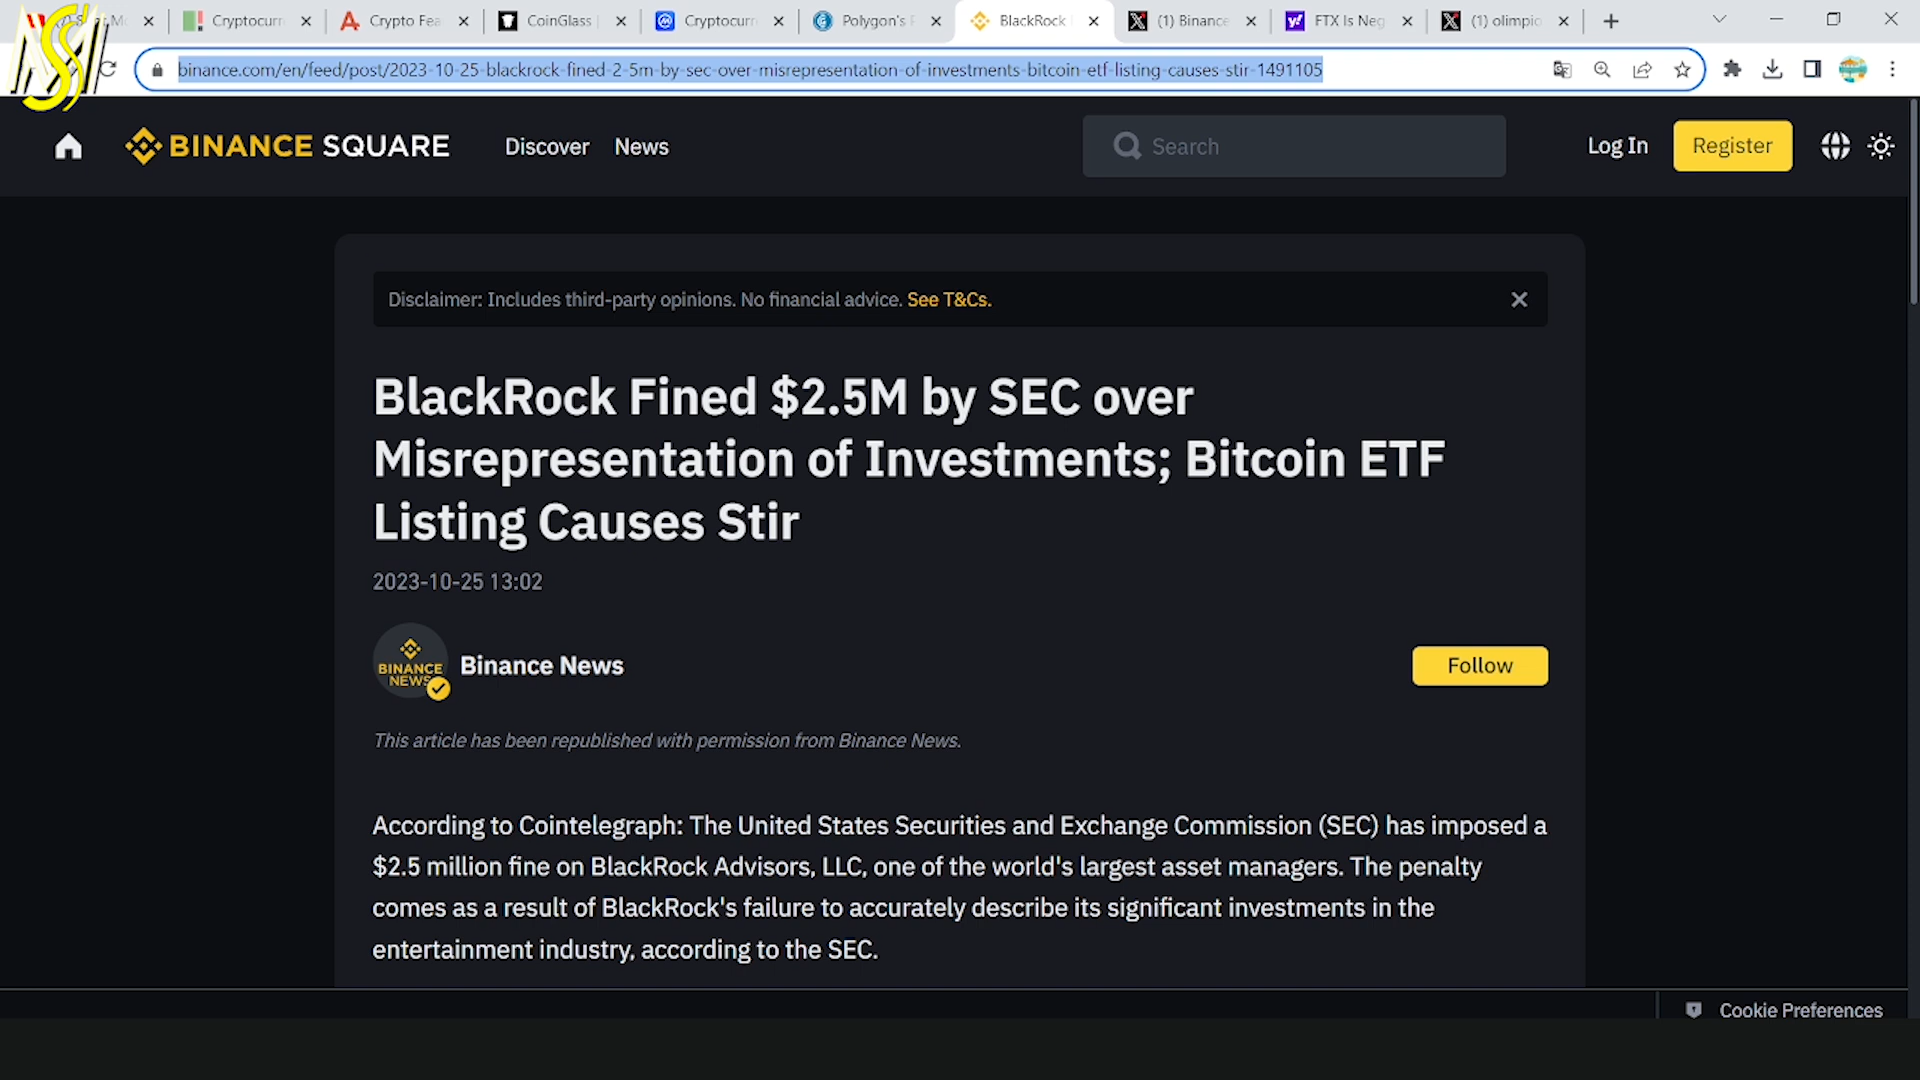 Cryptocurr
Crypto Fea
CoinGlass
Cryptocurr
Polygon's
BlackRock
(1) Binance
FTX Is Neg
(1) olimpio
binance.com/en/feed/post/2023-10-25-blackrock-fined-2-5m-by-sec-over-misrepresentation-of-investments-bitcoin-etf-listing-causes-stir-1491105
BINANCE SQUARE
Discover
News
Search
Log In
Register
Disclaimer: Includes third-party opinions. No financial advice. See T&Cs.
BlackRock Fined $2.5M by SEC over
Misrepresentation of Investments; Bitcoin ETF
Listing Causes Stir
2023-10-25 13:02
BINANCE
NEWS
Binance News
Follow
This article has been republished with permission from Binance News.
According to Cointelegraph: The United States Securities and Exchange Commission (SEC) has imposed a
$2.5 million fine on BlackRock Advisors, LLC, one of the world's largest asset managers. The penalty
comes as a result of BlackRock's failure to accurately describe its significant investments in the
entertainment industry, according to the SEC.
Cookie Preferences